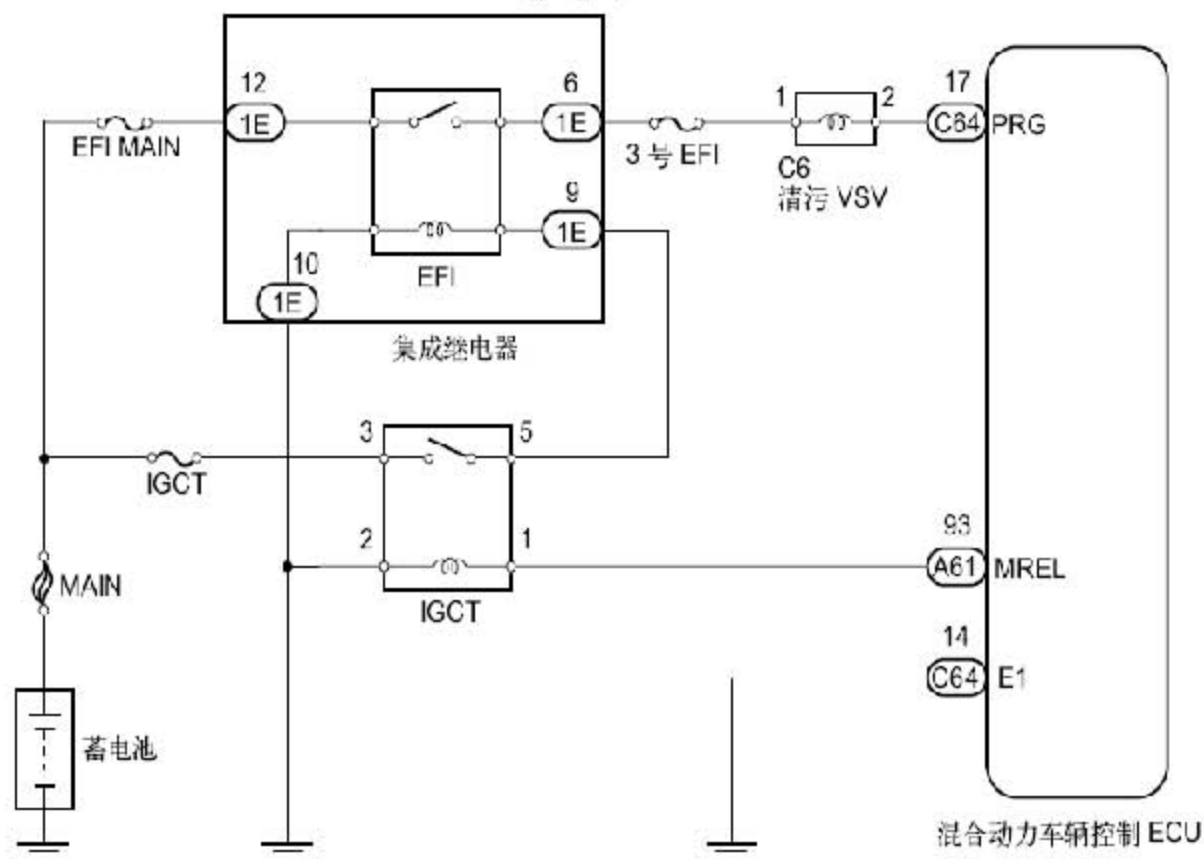 12
6
17
1E
1E
1
2
C64 PRG
EFI MAIN
3 号 EFI
C6
清污 VSV
9
1E
10
EFI
1E
集成继电器
3
5
IGCT
93
2
1
A61 MREL
MAIN
IGCT
14
C64 E1
蓄电池
混合动力车辆控制 ECU